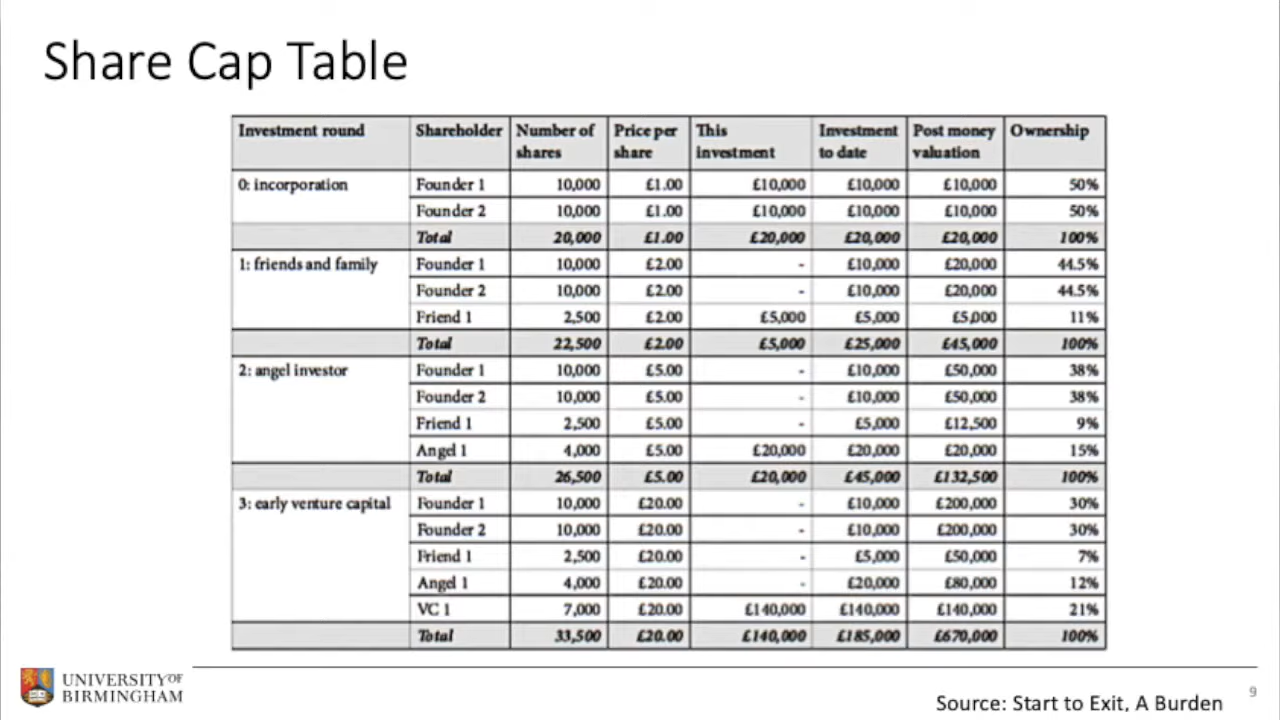 Share Cap Table
Investment round Shareholder Number of shares Price per share This investment Investment to date Post money valuation Ownership
0: incorporation Founder 1 10,000 £1.00 £10,000 £10,000 £10,000 50%
Founder 2 10,000 £1.00 £10,000 £10,000 £10,000 50%
Total 20,000 £1.00 £20,000 £20,000 £20,000 100%
1: friends and family Founder 1 10,000 £2.00 - £10,000 £20,000 44.5%
Founder 2 10,000 £2.00 - £10,000 £20,000 44.5%
Friend 1 2,500 £2.00 £5,000 £5,000 £5,000 11%
Total 22,500 £2.00 £5,000 £25,000 £45,000 100%
2: angel investor Founder 1 10,000 £5.00 - £10,000 £50,000 38%
Founder 2 10,000 £5.00 - £10,000 £50,000 38%
Friend 1 2,500 £5.00 - £5,000 £12,500 9%
Angel 1 4,000 £5.00 £20,000 £20,000 £20,000 15%
Total 26,500 £5.00 £20,000 £45,000 £132,500 100%
3: early venture capital Founder 1 10,000 £20.00 - £10,000 £200,000 30%
Founder 2 10,000 £20.00 - £10,000 £200,000 30%
Friend 1 2,500 £20.00 - £5,000 £50,000 7%
Angel 1 4,000 £20.00 - £20,000 £80,000 12%
VC 1 7,000 £20.00 £140,000 £140,000 £140,000 21%
Total 33,500 £20.00 £140,000 £185,000 £670,000 100%
UNIVERSITY OF
BIRMINGHAM
Source: Start to Exit, A Burden
9